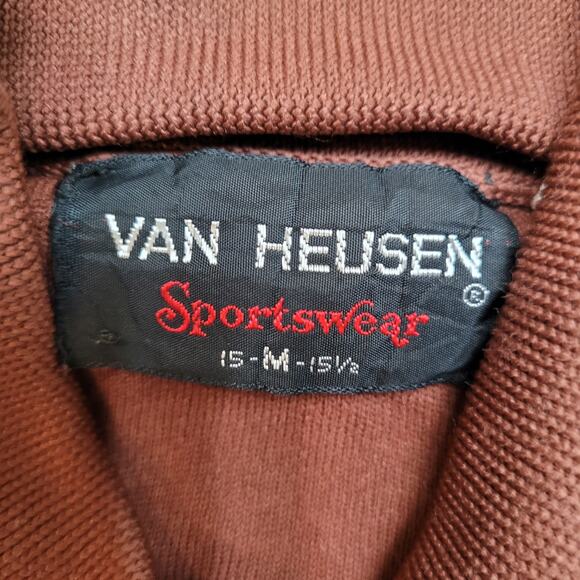 VAN HEUSEN
®
Sportswear
15-M-15½